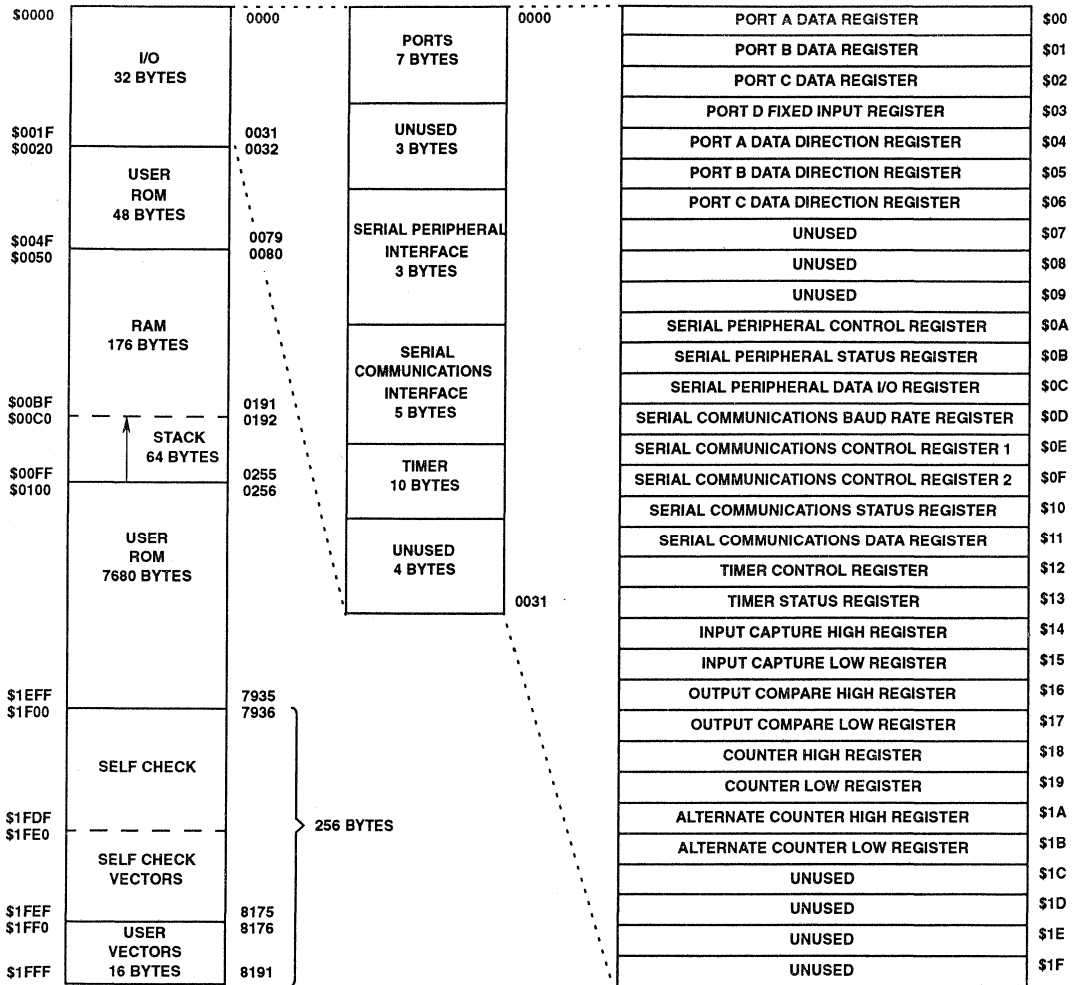 $0000
I/O
32 BYTES
$001F
$0020
USER
ROM
48 BYTES
$004F
$0050
RAM
176 BYTES
$00BF
$00C0
STACK
64 BYTES
$00FF
$0100
USER
ROM
7680 BYTES
$1EFF
$1F00
SELF CHECK
$1FDF
$1FE0
SELF CHECK
VECTORS
$1FEF
$1FF0
USER
VECTORS
16 BYTES
$1FFF
0000
0031
0032
0079
0080
0191
0192
0255
0256
7935
7936
256 BYTES
8175
8176
8191
0000
PORTS
7 BYTES
UNUSED
3 BYTES
SERIAL PERIPHERAL
INTERFACE
3 BYTES
SERIAL
COMMUNICATIONS
INTERFACE
5 BYTES
TIMER
10 BYTES
UNUSED
4 BYTES
0031
PORT A DATA REGISTER $00
PORT B DATA REGISTER $01
PORT C DATA REGISTER $02
PORT D FIXED INPUT REGISTER $03
PORT A DATA DIRECTION REGISTER $04
PORT B DATA DIRECTION REGISTER $05
PORT C DATA DIRECTION REGISTER $06
UNUSED $07
UNUSED $08
UNUSED $09
SERIAL PERIPHERAL CONTROL REGISTER $0A
SERIAL PERIPHERAL STATUS REGISTER $0B
SERIAL PERIPHERAL DATA I/O REGISTER $0C
SERIAL COMMUNICATIONS BAUD RATE REGISTER $0D
SERIAL COMMUNICATIONS CONTROL REGISTER 1 $0E
SERIAL COMMUNICATIONS CONTROL REGISTER 2 $0F
SERIAL COMMUNICATIONS STATUS REGISTER $10
SERIAL COMMUNICATIONS DATA REGISTER $11
TIMER CONTROL REGISTER $12
TIMER STATUS REGISTER $13
INPUT CAPTURE HIGH REGISTER $14
INPUT CAPTURE LOW REGISTER $15
OUTPUT COMPARE HIGH REGISTER $16
OUTPUT COMPARE LOW REGISTER $17
COUNTER HIGH REGISTER $18
COUNTER LOW REGISTER $19
ALTERNATE COUNTER HIGH REGISTER $1A
ALTERNATE COUNTER LOW REGISTER $1B
UNUSED $1C
UNUSED $1D
UNUSED $1E
UNUSED $1F